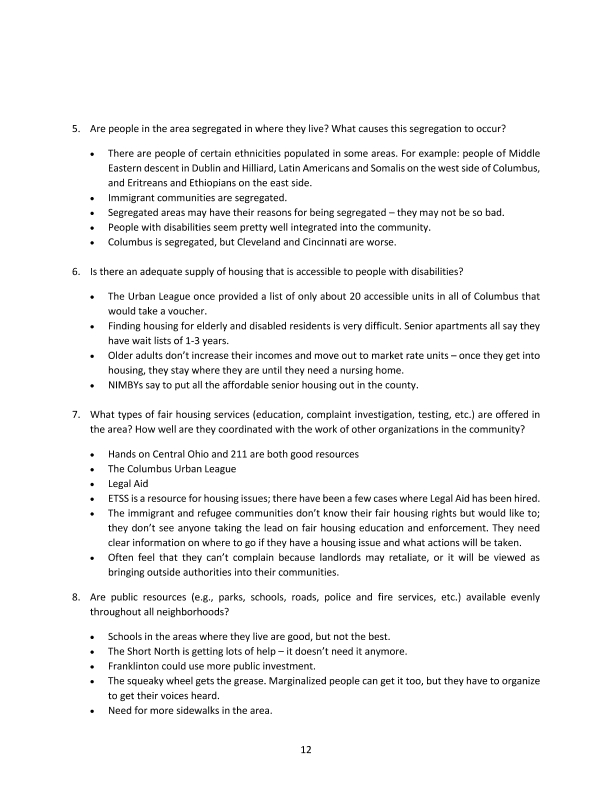 5. Are people in the area segregated in where they live? What causes this segregation to occur?
• There are people of certain ethnicities populated in some areas. For example: people of Middle
Eastern descent in Dublin and Hilliard, Latin Americans and Somalis on the west side of Columbus,
and Eritreans and Ethiopians on the east side.
• Immigrant communities are segregated.
• Segregated areas may have their reasons for being segregated – they may not be so bad.
• People with disabilities seem pretty well integrated into the community.
• Columbus is segregated, but Cleveland and Cincinnati are worse.
6. Is there an adequate supply of housing that is accessible to people with disabilities?
• The Urban League once provided a list of only about 20 accessible units in all of Columbus that
would take a voucher.
• Finding housing for elderly and disabled residents is very difficult. Senior apartments all say they
have wait lists of 1-3 years.
• Older adults don’t increase their incomes and move out to market rate units – once they get into
housing, they stay where they are until they need a nursing home.
• NIMBYs say to put all the affordable senior housing out in the county.
7. What types of fair housing services (education, complaint investigation, testing, etc.) are offered in
the area? How well are they coordinated with the work of other organizations in the community?
• Hands on Central Ohio and 211 are both good resources
• The Columbus Urban League
• Legal Aid
• ETSS is a resource for housing issues; there have been a few cases where Legal Aid has been hired.
• The immigrant and refugee communities don’t know their fair housing rights but would like to;
they don’t see anyone taking the lead on fair housing education and enforcement. They need
clear information on where to go if they have a housing issue and what actions will be taken.
• Often feel that they can’t complain because landlords may retaliate, or it will be viewed as
bringing outside authorities into their communities.
8. Are public resources (e.g., parks, schools, roads, police and fire services, etc.) available evenly
throughout all neighborhoods?
• Schools in the areas where they live are good, but not the best.
• The Short North is getting lots of help – it doesn’t need it anymore.
• Franklinton could use more public investment.
• The squeaky wheel gets the grease. Marginalized people can get it too, but they have to organize
to get their voices heard.
• Need for more sidewalks in the area.
12